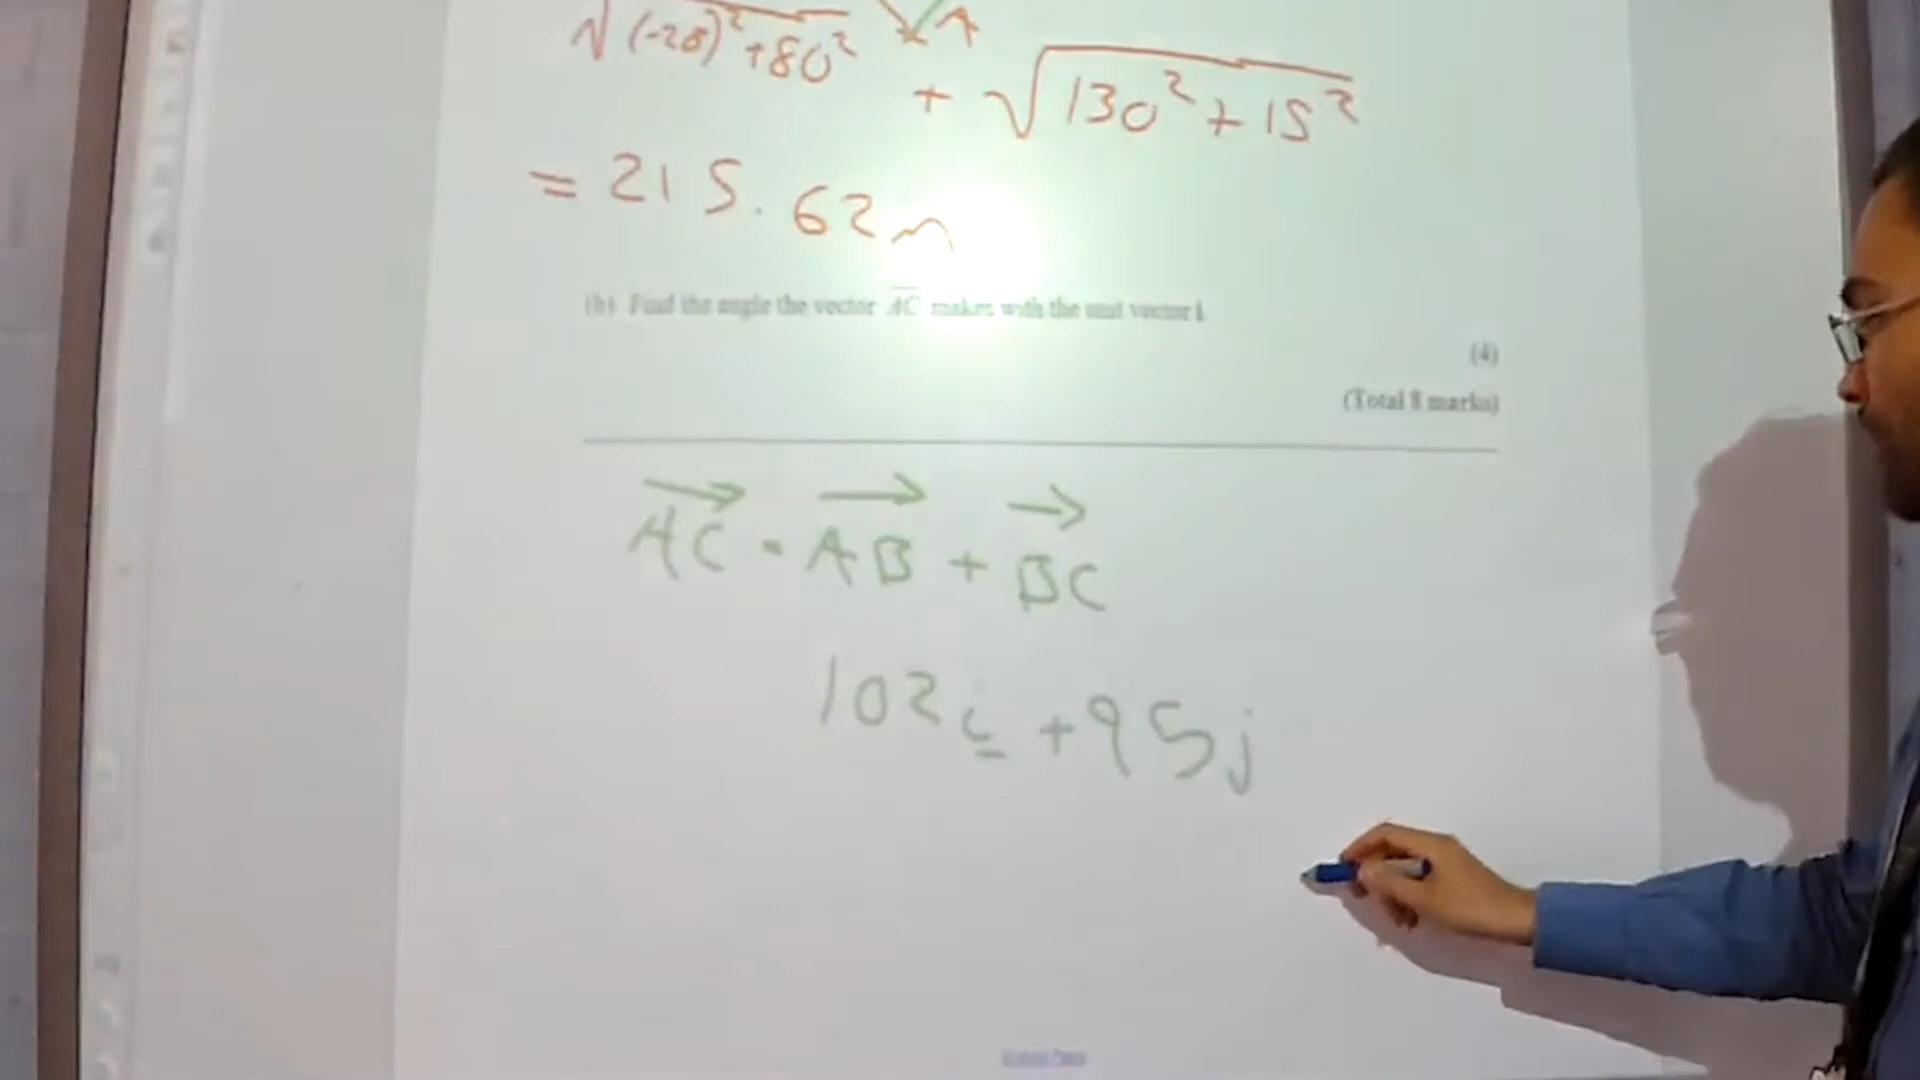 √(-28)² + 80²
+ √130² + 15²
= 215.62m
(b) Find the angle the vector AC makes with the unit vector i.
(4)
(Total 8 marks)
AC = AB + BC
102i + 95j